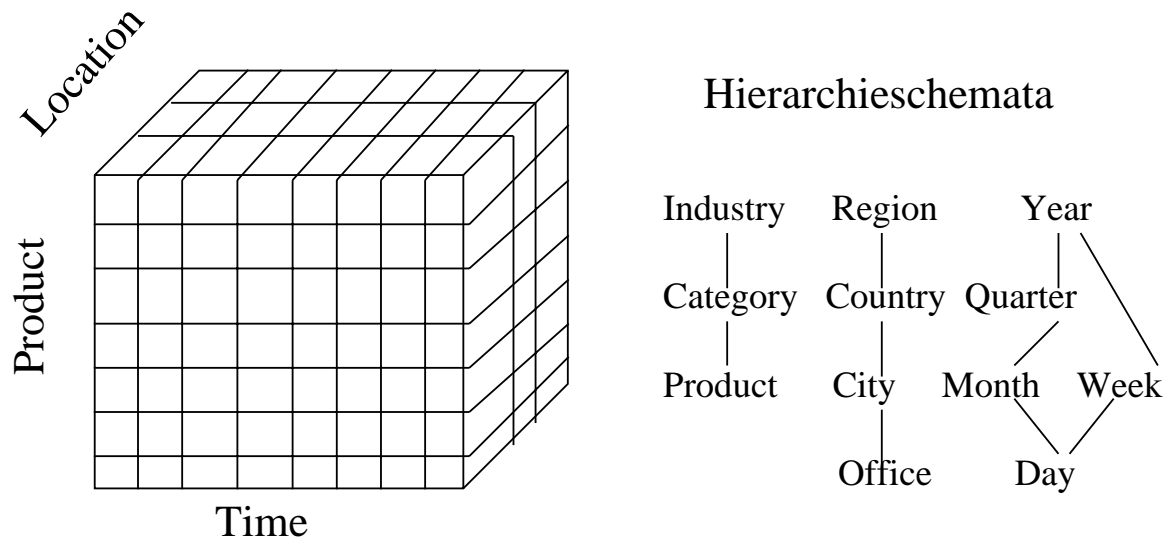 Location
Product
Time
Hierarchieschemata
Industry Region Year
Category Country Quarter
Product City Month Week
Office Day